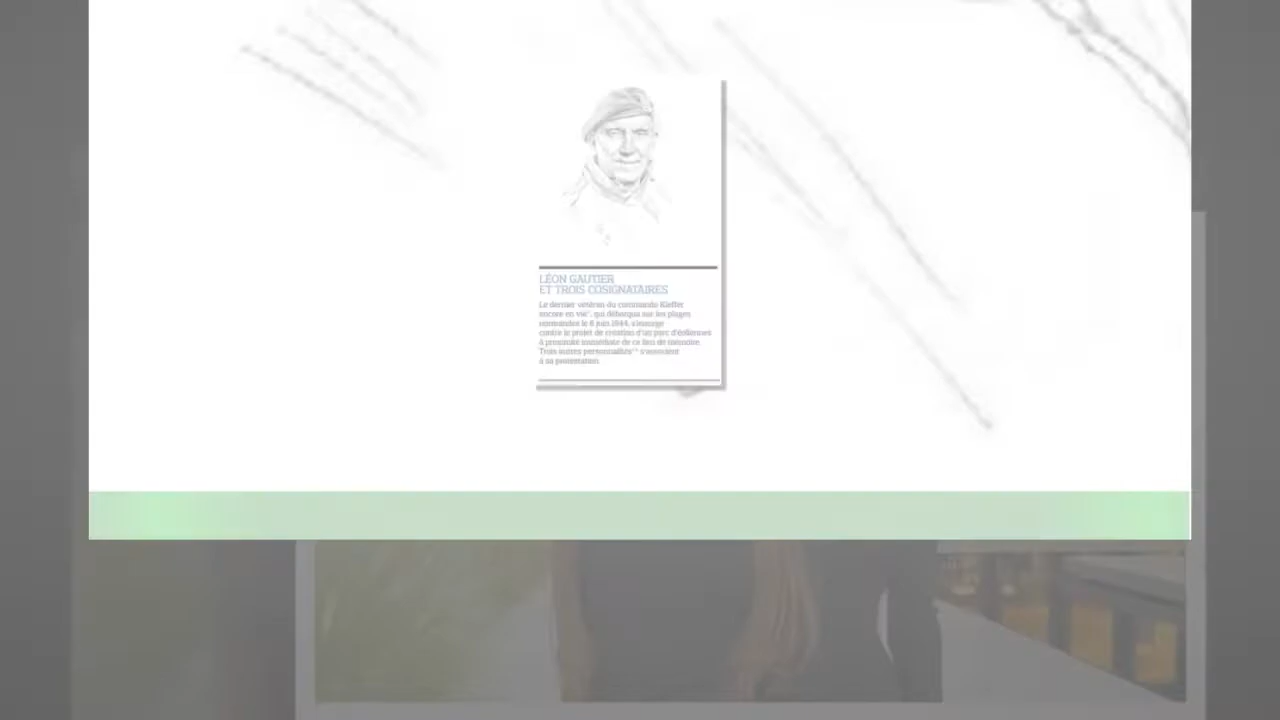 LÉON GAUTIER
ET TROIS COSIGNATAIRES
Le dernier vétéran du commando Kieffer
encore en vie*, qui débarqua sur les plages
normandes le 6 juin 1944, s'insurge
contre le projet de création d'un parc d'éoliennes
à proximité immédiate de ce lieu de mémoire.
Trois autres personnalités** s'associent
à sa protestation.